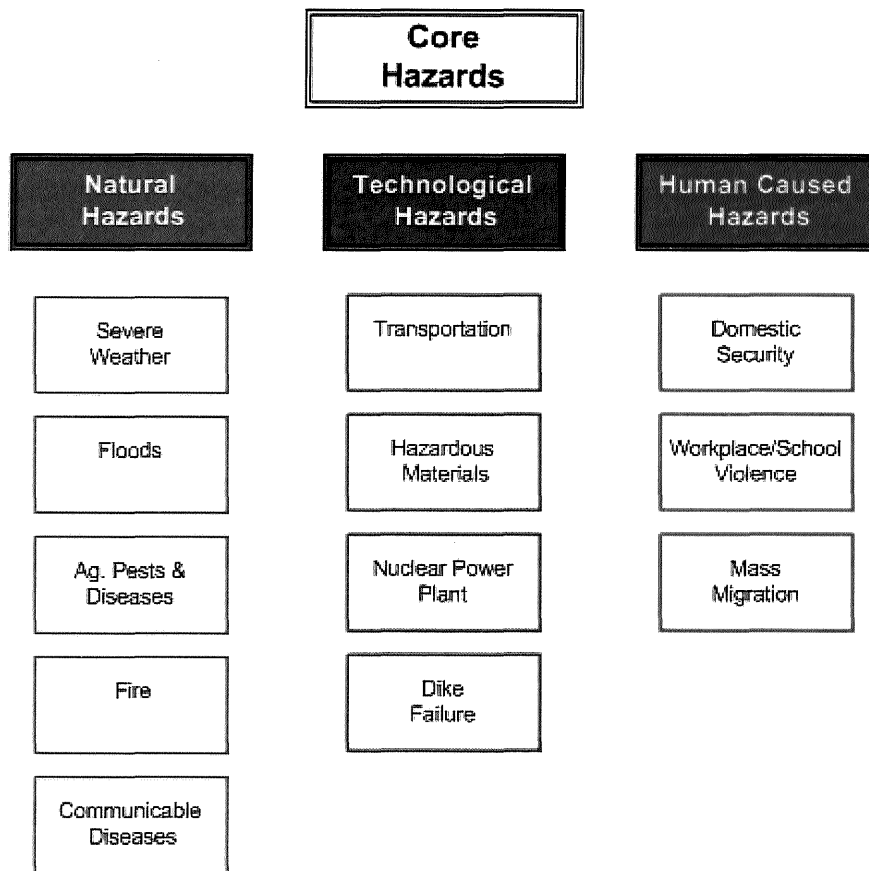 Core
Hazards
Natural
Hazards
Technological
Hazards
Human Caused
Hazards
Severe
Weather
Transportation
Domestic
Security
Floods
Hazardous
Materials
Workplace/School
Violence
Ag. Pests &
Diseases
Nuclear Power
Plant
Mass
Migration
Fire
Dike
Failure
Communicable
Diseases